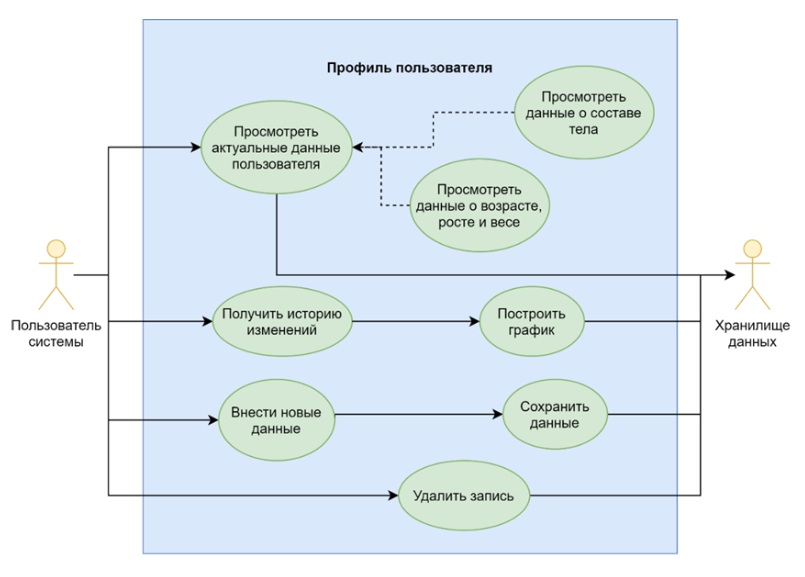 Профиль пользователя
Просмотреть
актуальные данные
пользователя
Просмотреть
данные о составе
тела
Просмотреть
данные о возрасте,
росте и весе
Пользователь
системы
Получить историю
изменений
Построить
график
Хранилище
данных
Внести новые
данные
Сохранить
данные
Удалить запись